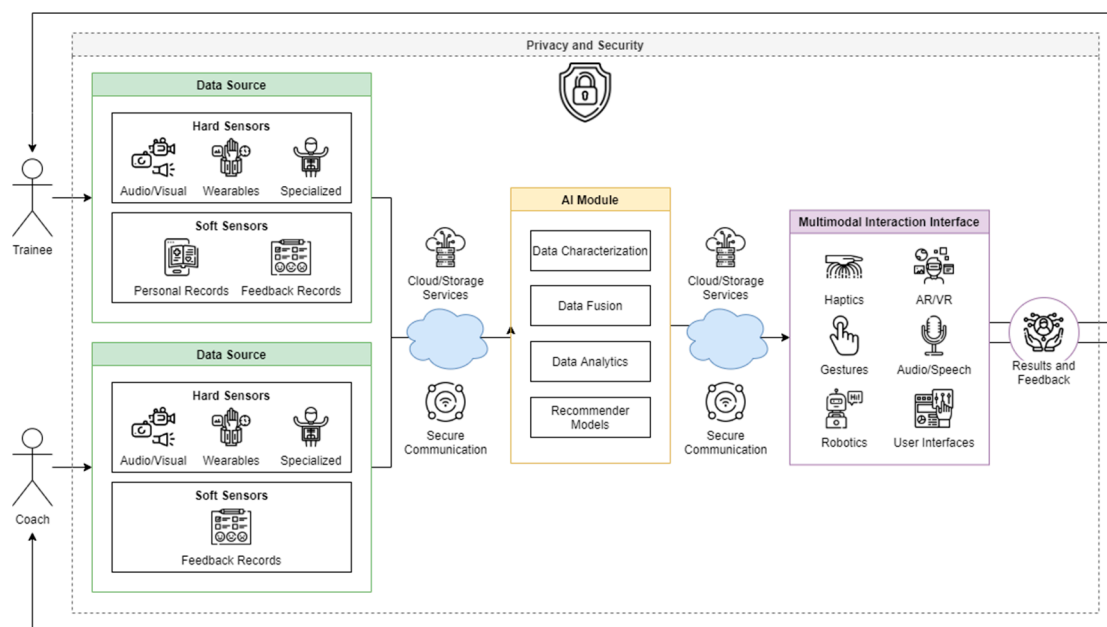 Privacy and Security
Data Source
Hard Sensors
Audio/Visual
Wearables
Specialized
Soft Sensors
Personal Records
Feedback Records
Trainee
Data Source
Hard Sensors
Audio/Visual
Wearables
Specialized
Soft Sensors
Feedback Records
Coach
Cloud/Storage
Services
Secure
Communication
AI Module
Data Characterization
Data Fusion
Data Analytics
Recommender
Models
Cloud/Storage
Services
Secure
Communication
Multimodal Interaction Interface
Haptics
AR/VR
Gestures
Audio/Speech
Hi!
Robotics
User Interfaces
Results and
Feedback